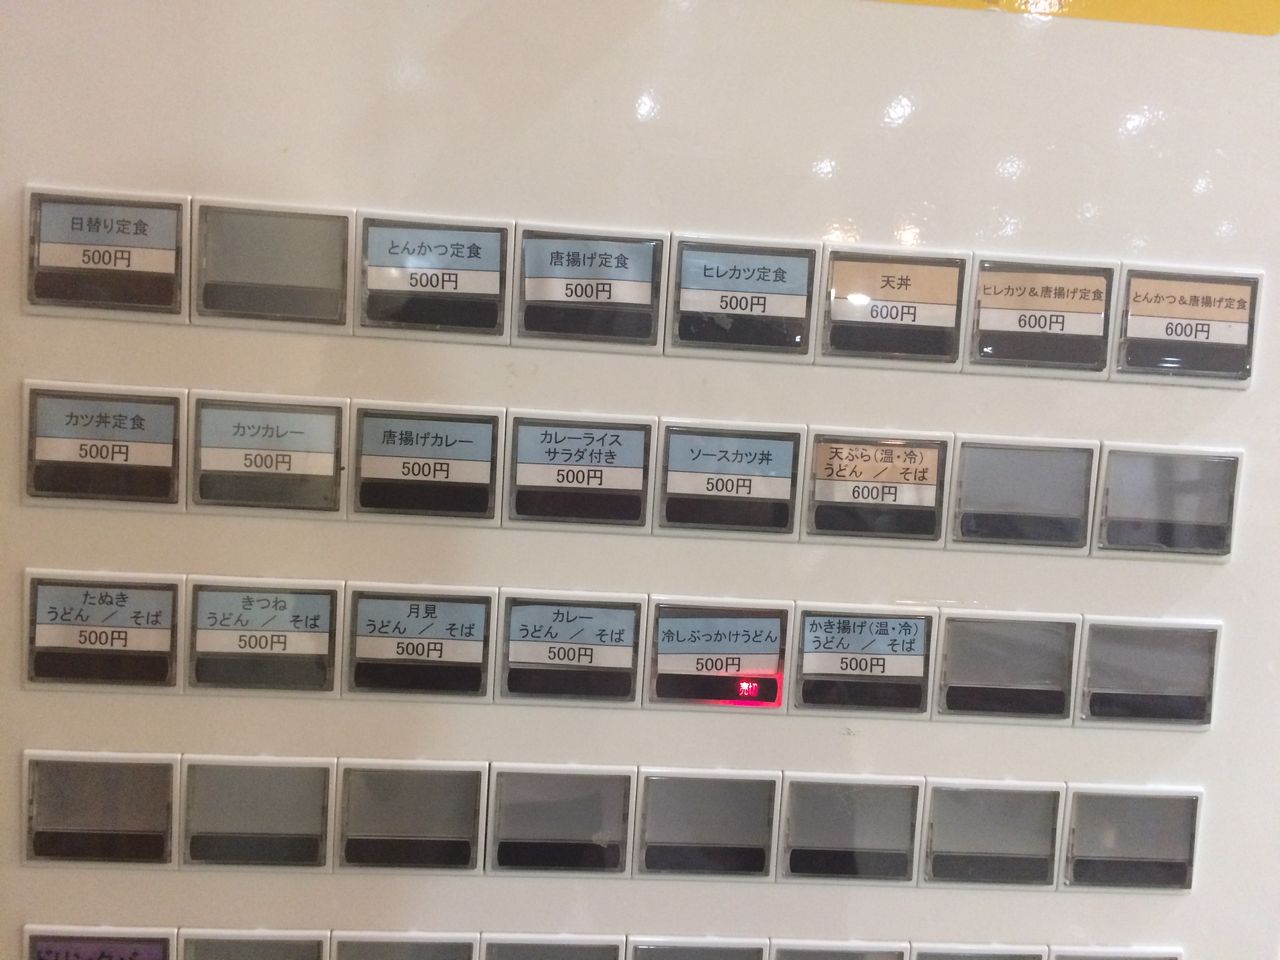 日替り定食
500円
とんかつ定食
500円
唐揚げ定食
500円
ヒレカツ定食
500円
天丼
600円
ヒレカツ＆唐揚げ定食
600円
とんかつ＆唐揚げ定食
600円
カツ丼定食
500円
カツカレー
500円
唐揚げカレー
500円
カレーライス
サラダ付き
500円
ソースカツ丼
500円
天ぷら（温・冷）
うどん ／ そば
600円
たぬき
うどん ／ そば
500円
きつね
うどん ／ そば
500円
月見
うどん ／ そば
500円
カレー
うどん ／ そば
500円
冷しぶっかけうどん
500円
売切
かき揚げ（温・冷）
うどん ／ そば
500円